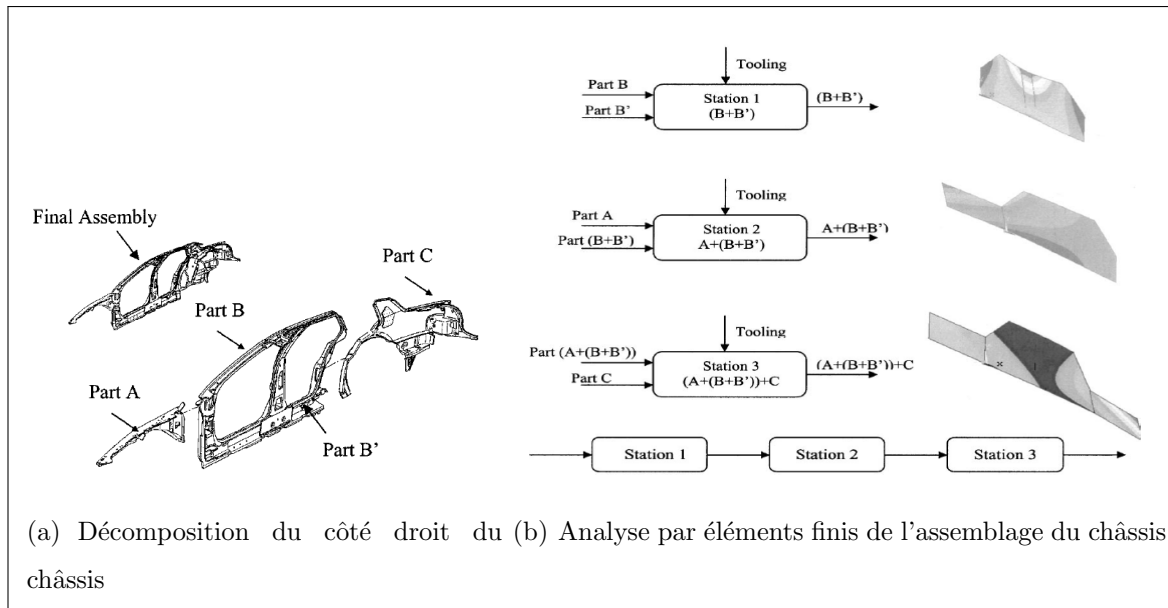 Final Assembly
Part B
Part C
Part A
Part B'
Tooling
Part B
Part B'
Station 1
(B+B')
(B+B')
Tooling
Part A
Part (B+B')
Station 2
A+(B+B')
A+(B+B')
Tooling
Part (A+(B+B'))
Part C
Station 3
(A+(B+B'))+C
(A+(B+B'))+C
Station 1
Station 2
Station 3
(a) Décomposition du côté droit du
châssis
(b) Analyse par éléments finis de l'assemblage du châssis